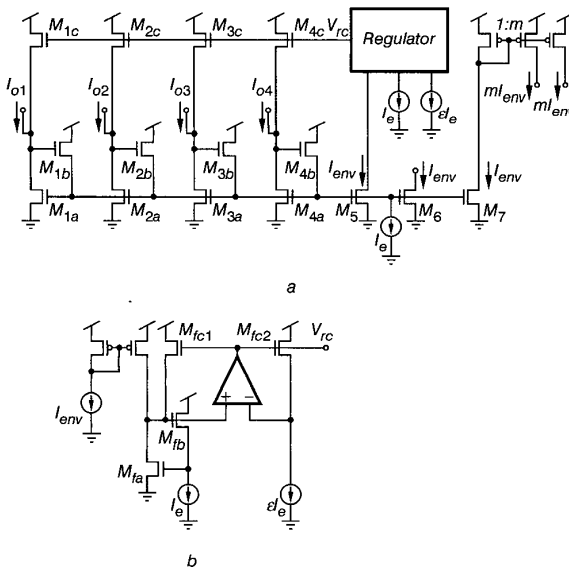 M1c M2c M3c M4c Vrc Regulator 1:m
Io1 Io2 Io3 Io4 Ie εIe mIenv mIenv
M1b M2b M3b M4b Ienv Ienv Ienv
M1a M2a M3a M4a M5 Ie M6 M7
a
Mfc1 Mfc2 Vrc
+ −
Ienv Mfb
Mfa
Ie εIe
b